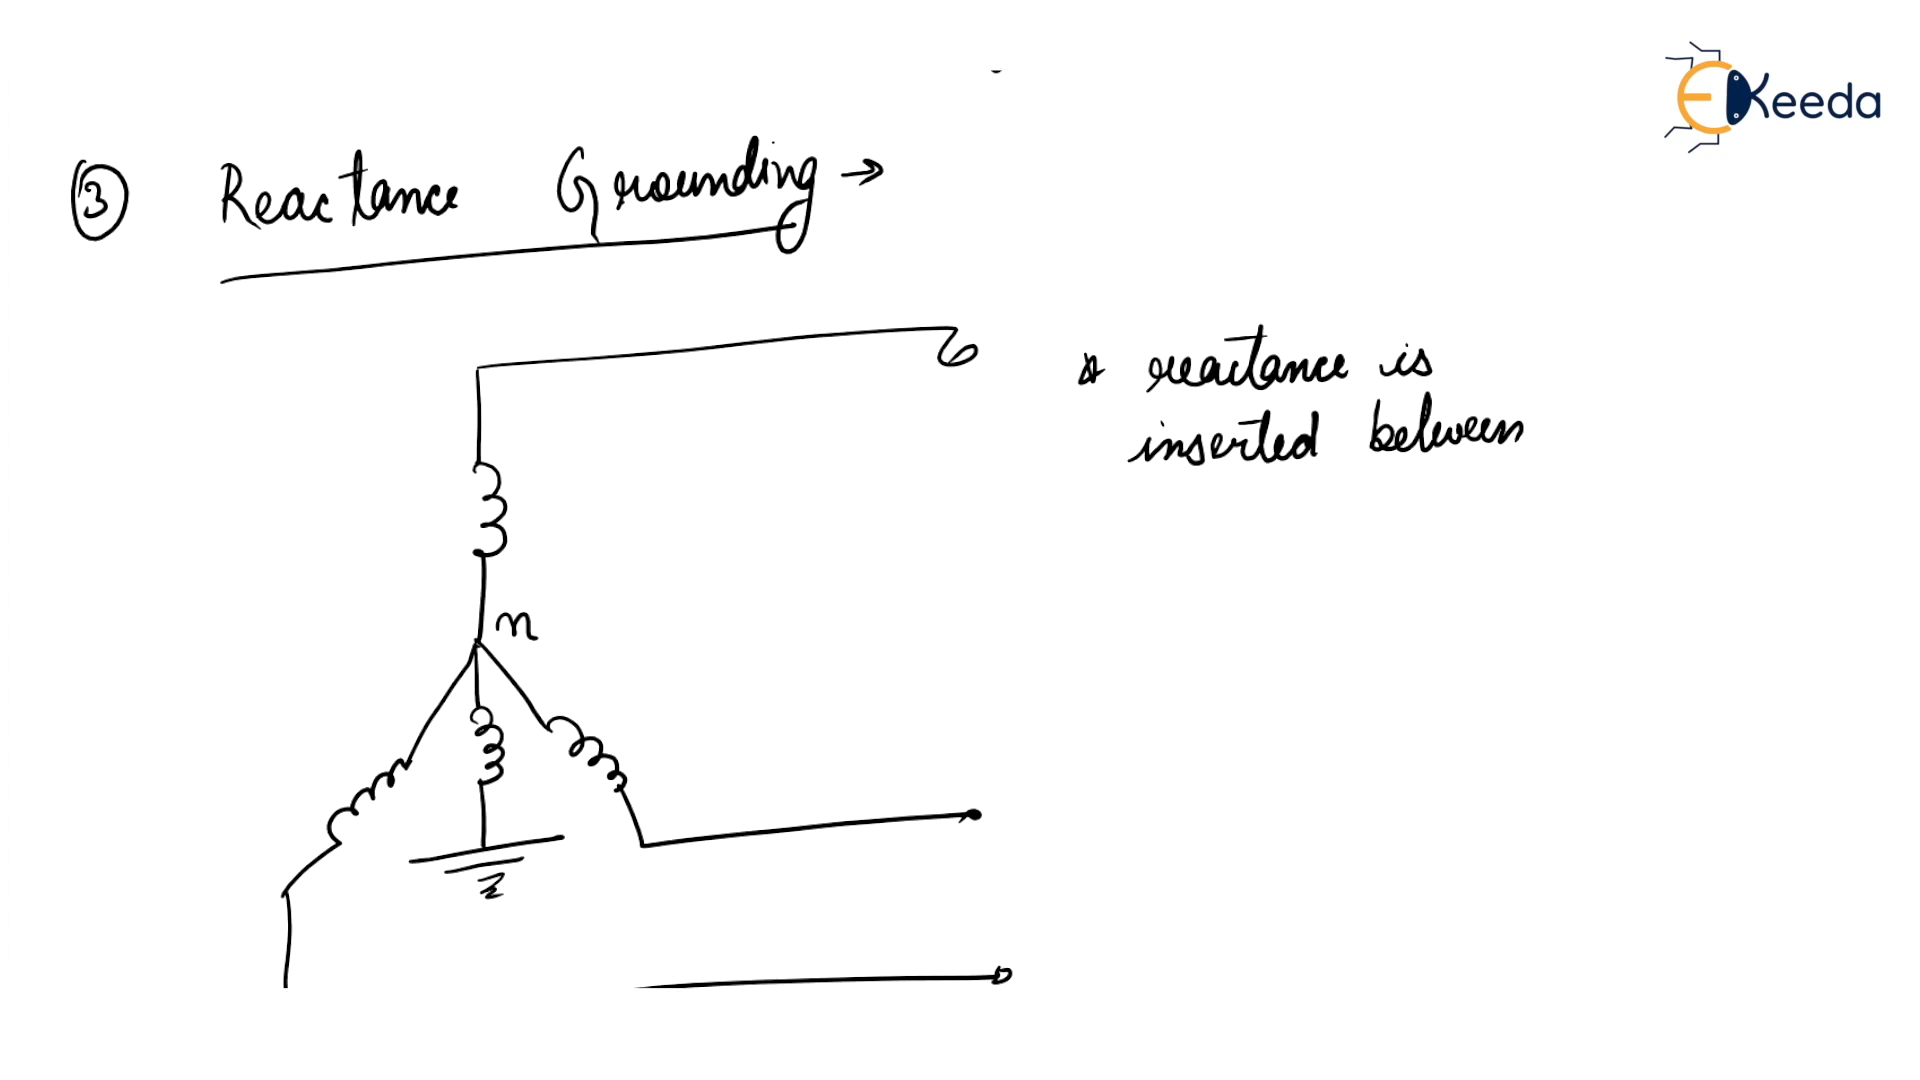 EKeeda
③ Reactance Grounding →
* reactance is
inserted between
n